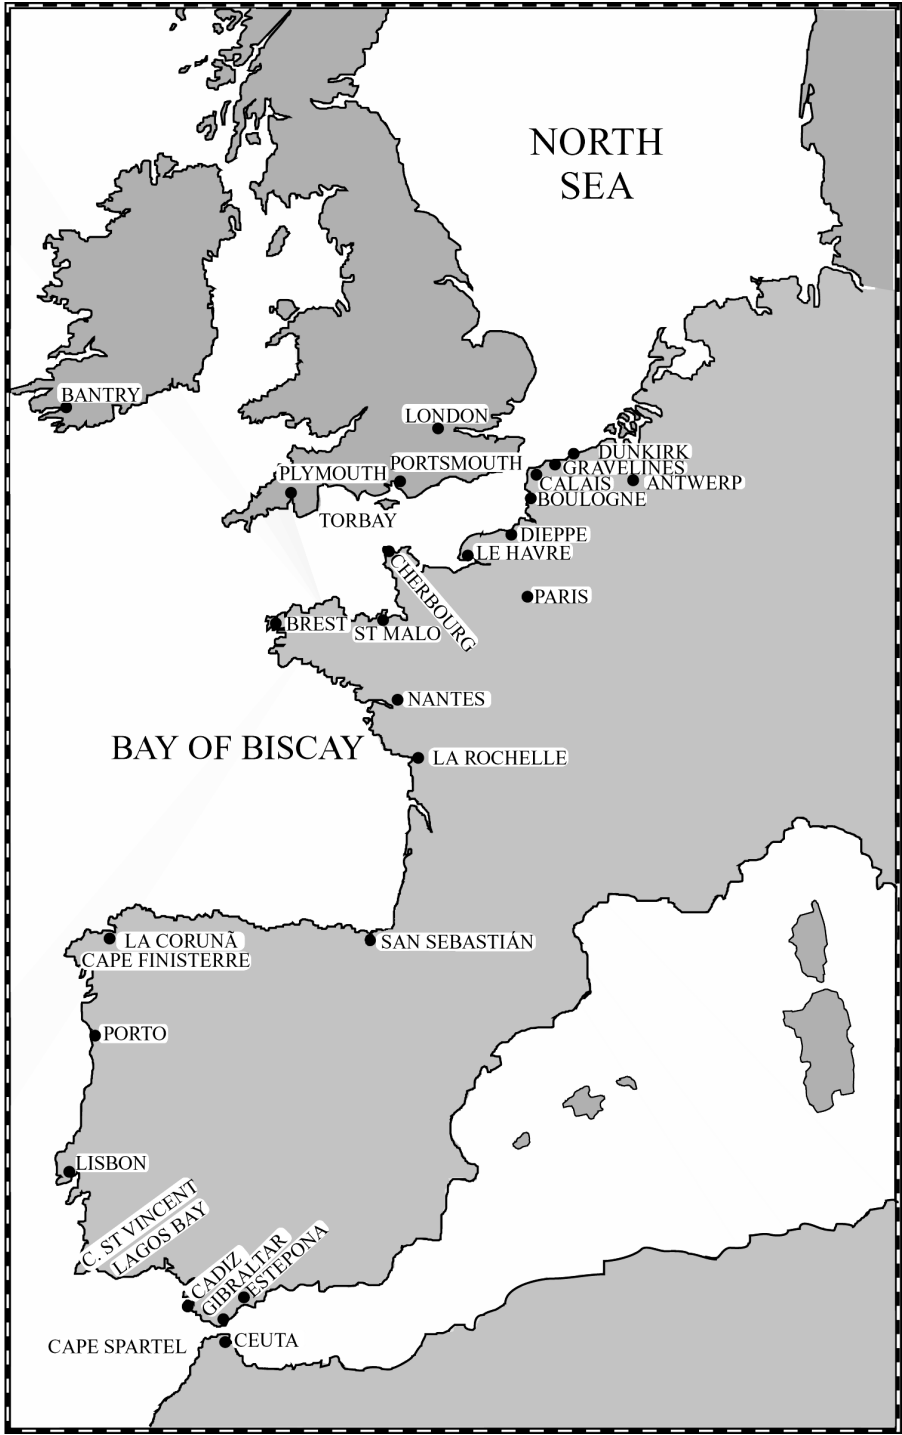 NORTH
SEA
BANTRY
LONDON
DUNKIRK
PORTSMOUTH
GRAVELINES
PLYMOUTH
CALAIS
ANTWERP
BOULOGNE
TORBAY
DIEPPE
LE HAVRE
CHERBOURG
PARIS
BREST
ST MALO
NANTES
BAY OF BISCAY
LA ROCHELLE
LA CORUNÃ
SAN SEBASTIÁN
CAPE FINISTERRE
PORTO
LISBON
C. ST VINCENT
LAGOS BAY
CADIZ
GIBRALTAR
ESTEPONA
CEUTA
CAPE SPARTEL